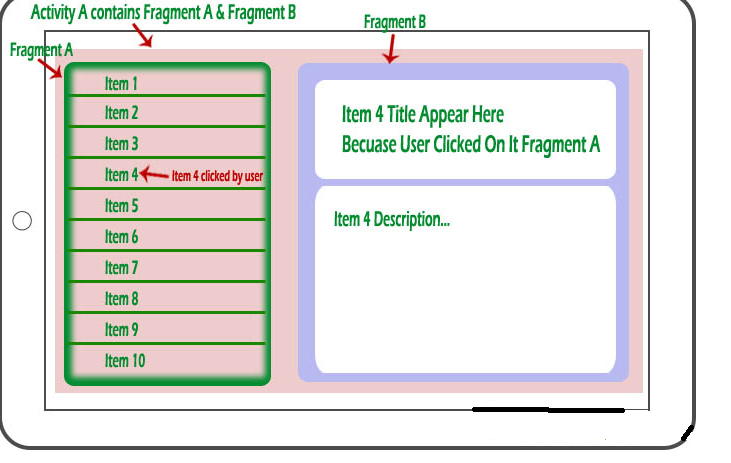 Activity A contains Fragment A & Fragment B
Fragment B
Fragment A
Item 1
Item 2
Item 3
Item 4
Item 4 clicked by user
Item 5
Item 6
Item 7
Item 8
Item 9
Item 10
Item 4 Title Appear Here
Becuase User Clicked On It Fragment A
Item 4 Description...